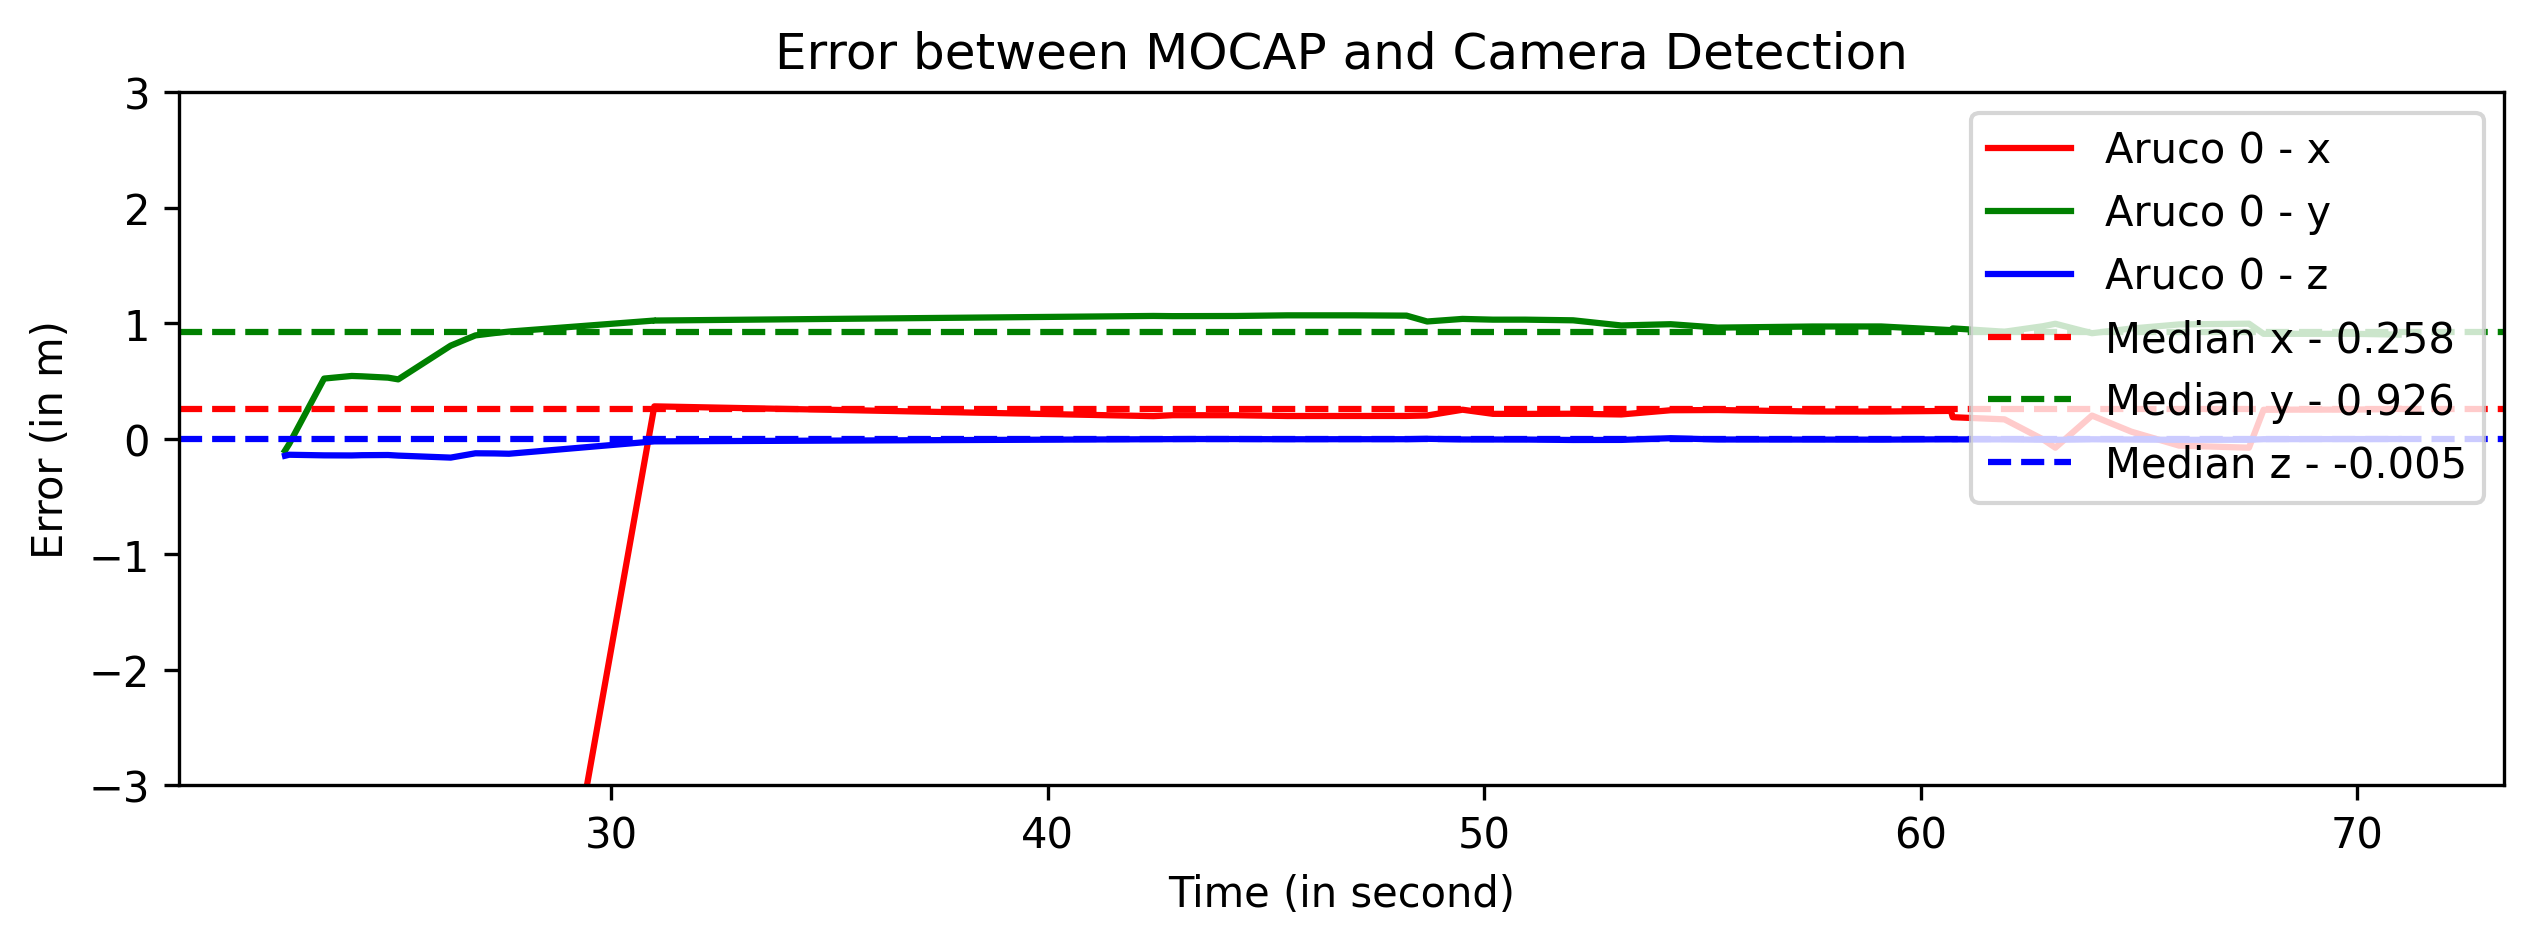 Error between MOCAP and Camera Detection
3
2
1
0
−1
−2
−3
Error (in m)
Aruco 0 - x
Aruco 0 - y
Aruco 0 - z
Median x - 0.258
Median y - 0.926
Median z - -0.005
30 40 50 60 70
Time (in second)